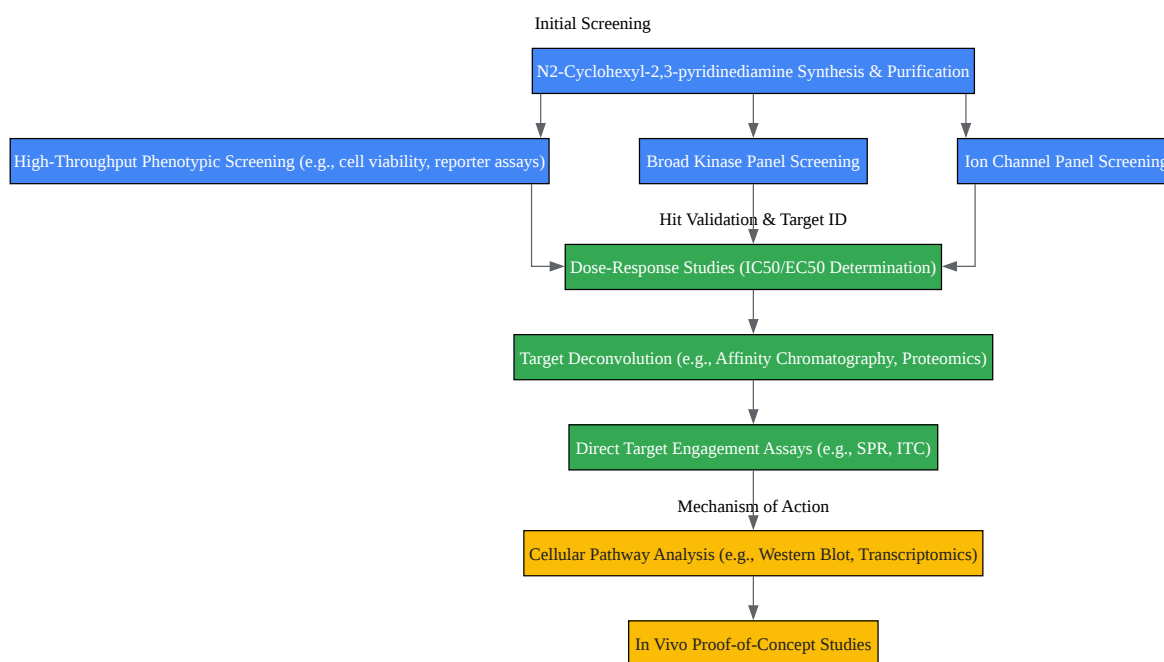 Initial Screening
N2-Cyclohexyl-2,3-pyridinediamine Synthesis & Purification
High-Throughput Phenotypic Screening (e.g., cell viability, reporter assays)
Broad Kinase Panel Screening
Ion Channel Panel Screening
Hit Validation & Target ID
Dose-Response Studies (IC50/EC50 Determination)
Target Deconvolution (e.g., Affinity Chromatography, Proteomics)
Direct Target Engagement Assays (e.g., SPR, ITC)
Mechanism of Action
Cellular Pathway Analysis (e.g., Western Blot, Transcriptomics)
In Vivo Proof-of-Concept Studies